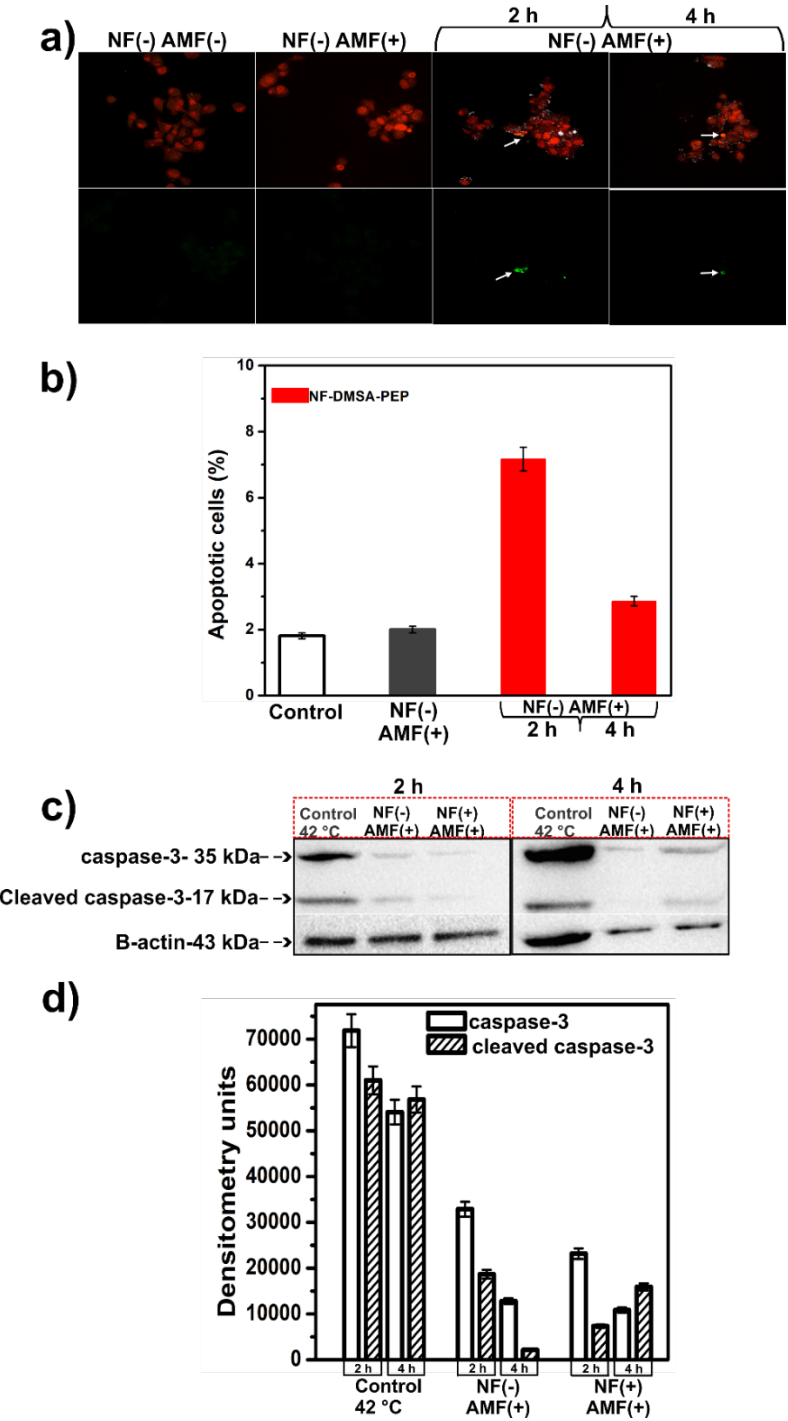 a)
2 h 4 h
NF(-) AMF(-) NF(-) AMF(+) NF(-) AMF(+)
b)
10
NF-DMSA-PEP
8
6
4
2
0
Apoptotic cells (%)
Control NF(-) NF(-) AMF(+)
AMF(+) 2 h 4 h
c)
2 h 4 h
Control NF(-) NF(+) Control NF(-) NF(+)
42 °C AMF(+) AMF(+) 42 °C AMF(+) AMF(+)
caspase-3- 35 kDa
Cleaved caspase-3-17 kDa
B-actin-43 kDa
d)
caspase-3
cleaved caspase-3
70000
60000
50000
40000
30000
20000
10000
0
Densitometry units
2 h 4 h 2 h 4 h 2 h 4 h
Control NF(-) NF(+)
42 °C AMF(+) AMF(+)